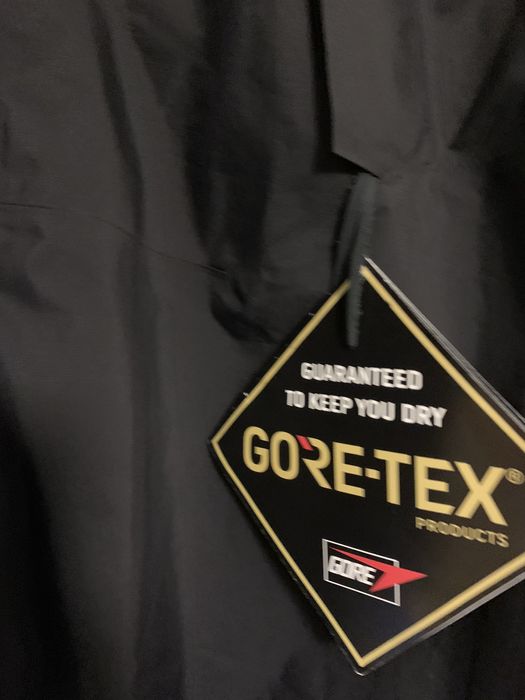 GUARANTEED
TO KEEP YOU DRY
GORE-TEX®
PRODUCTS
GORE